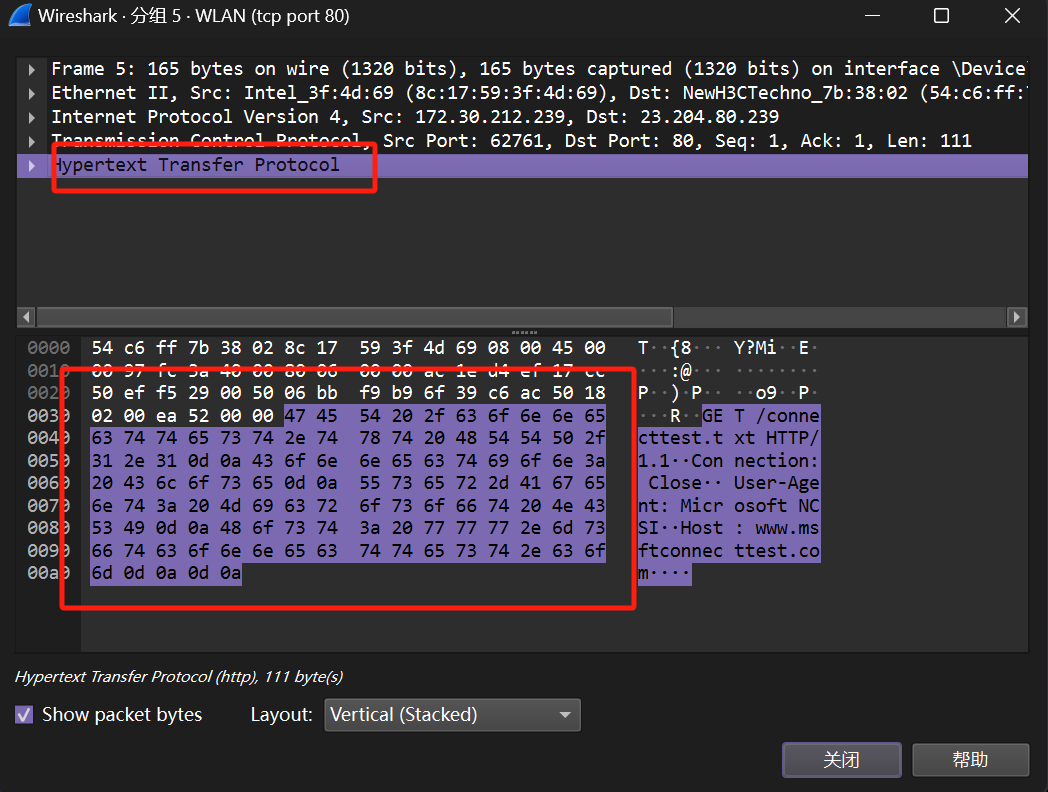 Wireshark · 分组 5 · WLAN (tcp port 80)
Frame 5: 165 bytes on wire (1320 bits), 165 bytes captured (1320 bits) on interface \Device\
Ethernet II, Src: Intel_3f:4d:69 (8c:17:59:3f:4d:69), Dst: NewH3CTechno_7b:38:02 (54:c6:ff:7
Internet Protocol Version 4, Src: 172.30.212.239, Dst: 23.204.80.239
Transmission Control Protocol, Src Port: 62761, Dst Port: 80, Seq: 1, Ack: 1, Len: 111
Hypertext Transfer Protocol
0000 54 c6 ff 7b 38 02 8c 17 59 3f 4d 69 08 00 45 00 T··{8··· Y?Mi··E·
0010 00 97 fc 3a 40 00 80 06 00 00 ac 1e d4 ef 17 cc ···:@··· ········
0020 50 ef f5 29 00 50 06 bb f9 b9 6f 39 c6 ac 50 18 P··)·P·· ··o9··P·
0030 02 00 ea 52 00 00 47 45 54 20 2f 63 6f 6e 6e 65 ···R··GE T /conne
0040 63 74 74 65 73 74 2e 74 78 74 20 48 54 54 50 2f cttest.t xt HTTP/
0050 31 2e 31 0d 0a 43 6f 6e 6e 65 63 74 69 6f 6e 3a 1.1··Con nection:
0060 20 43 6c 6f 73 65 0d 0a 55 73 65 72 2d 41 67 65 Close·· User-Age
0070 6e 74 3a 20 4d 69 63 72 6f 73 6f 66 74 20 4e 43 nt: Micr osoft NC
0080 53 49 0d 0a 48 6f 73 74 3a 20 77 77 77 2e 6d 73 SI··Host : www.ms
0090 66 74 63 6f 6e 6e 65 63 74 74 65 73 74 2e 63 6f ftconnec ttest.co
00a0 6d 0d 0a 0d 0a m····
Hypertext Transfer Protocol (http), 111 byte(s)
Show packet bytes Layout: Vertical (Stacked)
关闭 帮助